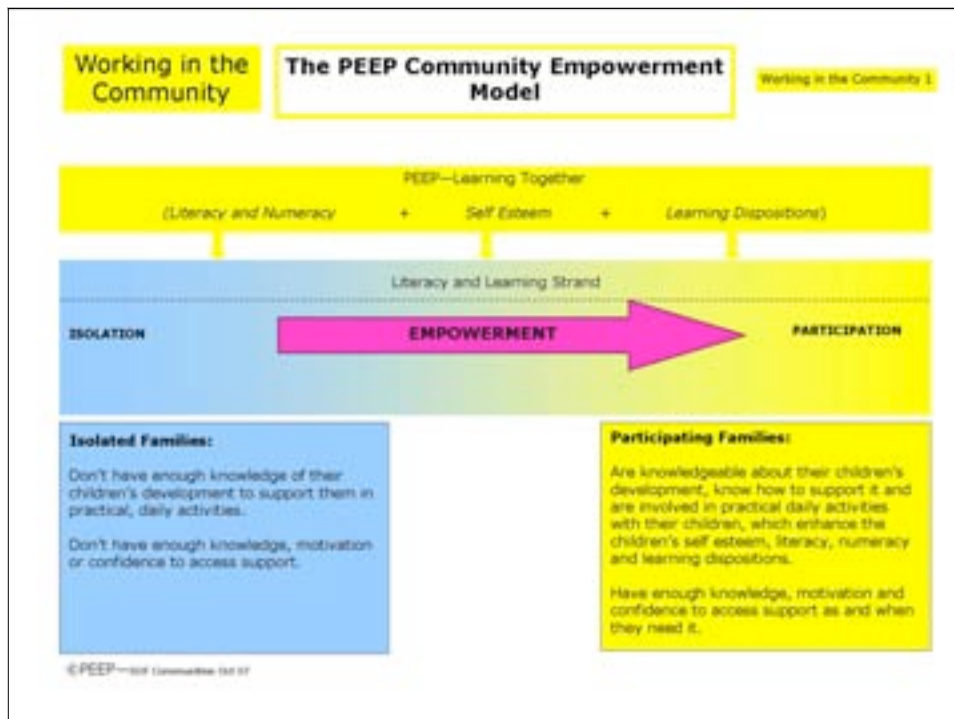 Working in the
Community
The PEEP Community Empowerment
Model
Working in the Community 1
PEEP—Learning Together
(Literacy and Numeracy + Self Esteem + Learning Dispositions)
Literacy and Learning Strand
ISOLATION
EMPOWERMENT
PARTICIPATION
Isolated Families:
Don't have enough knowledge of their
children's development to support them in
practical, daily activities.
Don't have enough knowledge, motivation
or confidence to access support.
Participating Families:
Are knowledgeable about their children's
development, know how to support it and
are involved in practical daily activities
with their children, which enhance the
children's self esteem, literacy, numeracy
and learning dispositions.
Have enough knowledge, motivation and
confidence to access support as and when
they need it.
©PEEP—